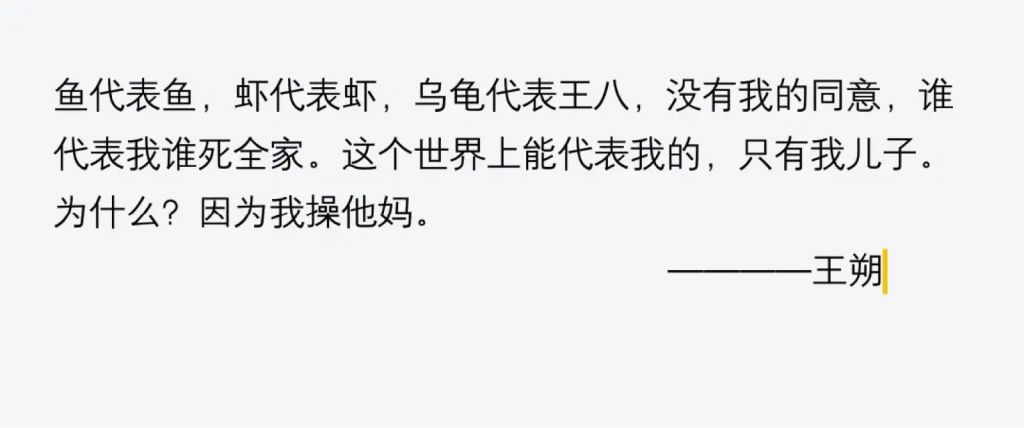 鱼代表鱼，虾代表虾，乌龟代表王八，没有我的同意，谁
代表我谁死全家。这个世界上能代表我的，只有我儿子。
为什么？因为我操他妈。
————王朔